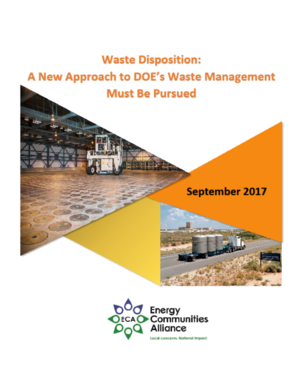 Waste Disposition:
A New Approach to DOE's Waste Management
Must Be Pursued
September 2017
ECA
Energy
Communities
Alliance
Local concerns, National impact.